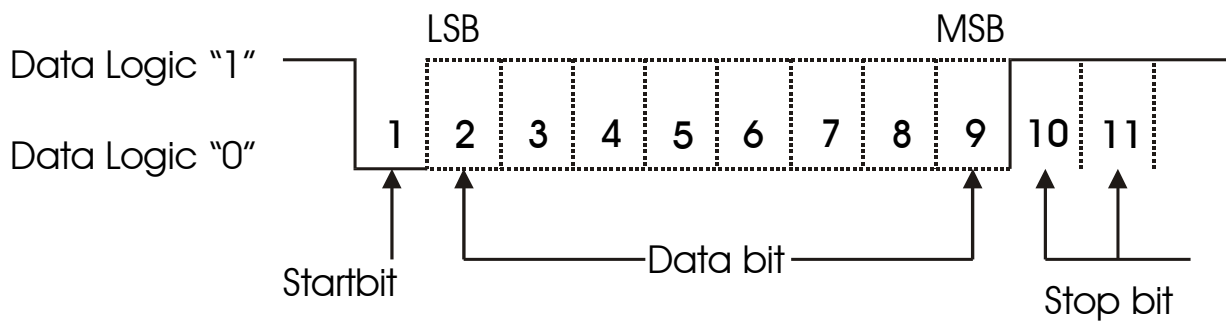 LSB MSB
Data Logic “1”
1 2 3 4 5 6 7 8 9 10 11
Data Logic “0”
Data bit
Startbit
Stop bit